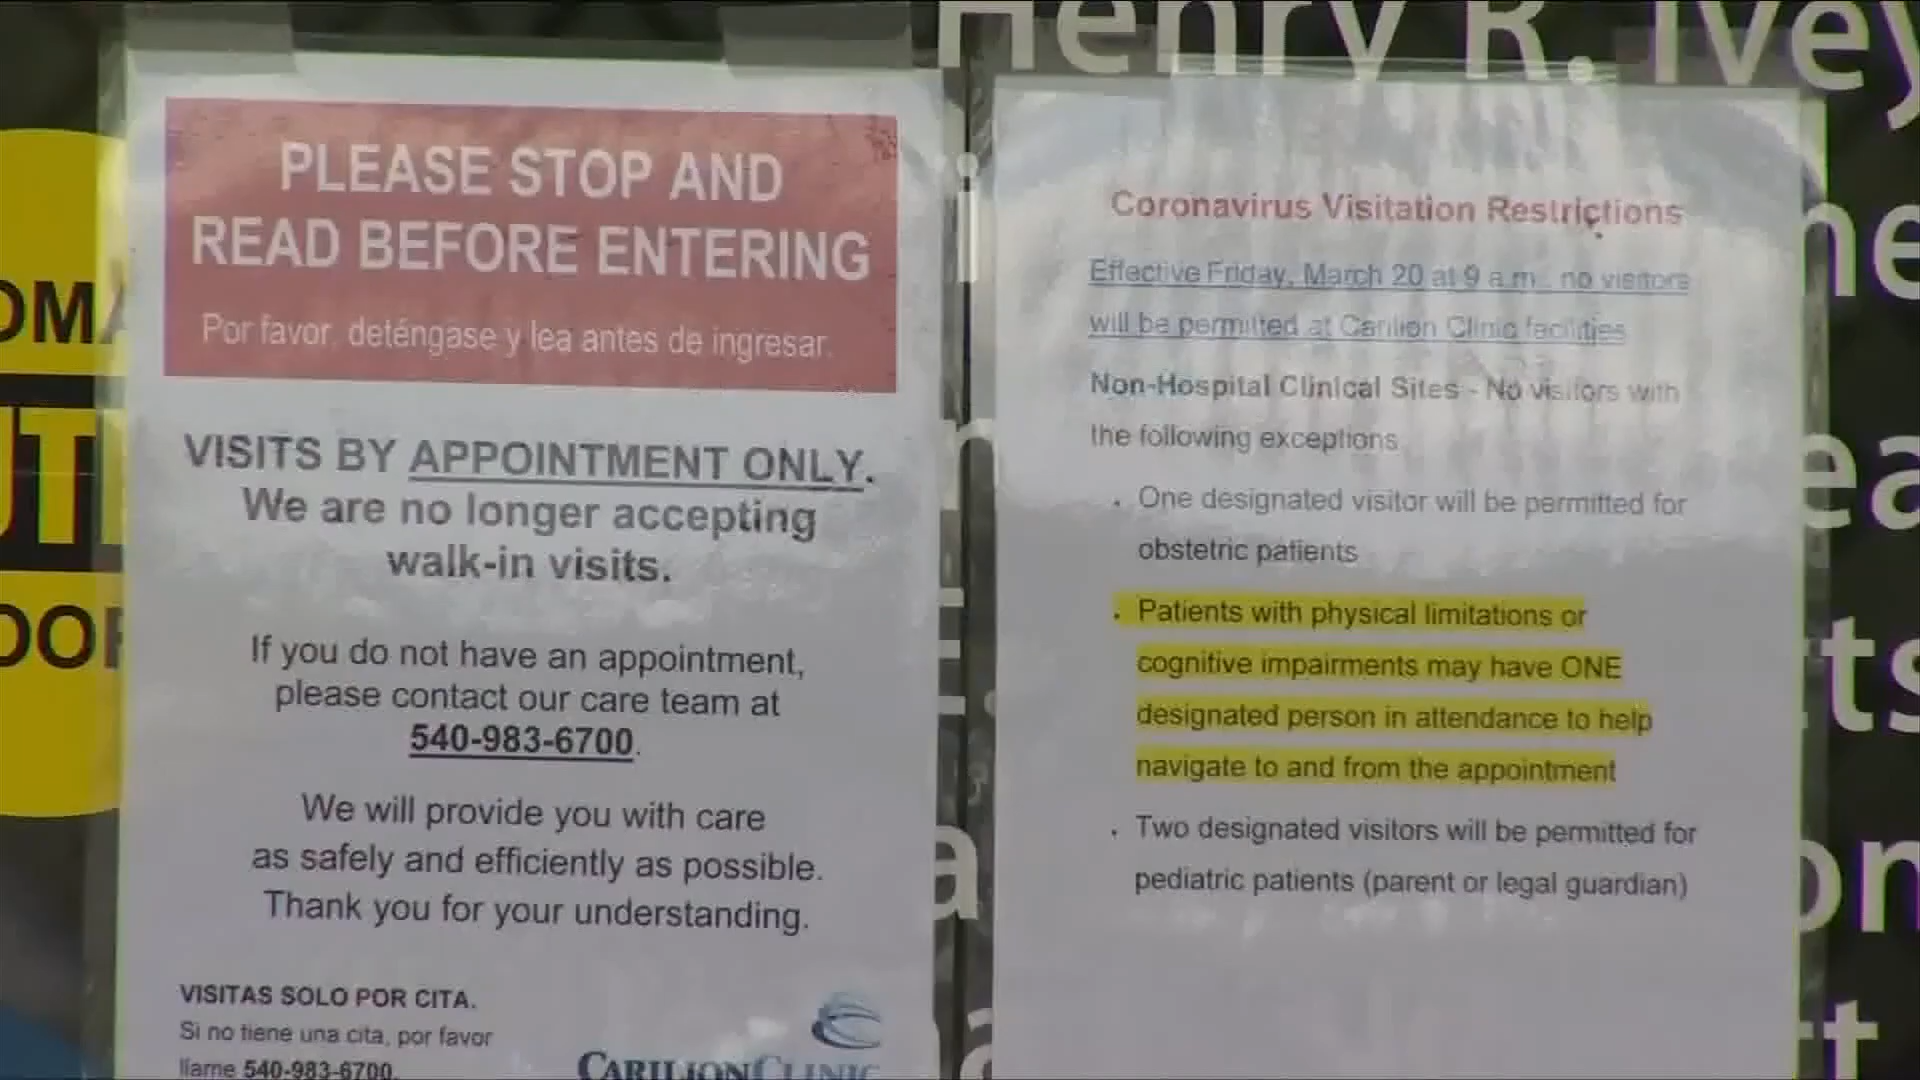 PLEASE STOP AND
READ BEFORE ENTERING
Por favor, deténgase y lea antes de ingresar.
VISITS BY APPOINTMENT ONLY.
We are no longer accepting
walk-in visits.
If you do not have an appointment,
please contact our care team at
540-983-6700.
We will provide you with care
as safely and efficiently as possible.
Thank you for your understanding.
VISITAS SOLO POR CITA.
Si no tiene una cita, por favor
llame 540-983-6700.
CARILIONCLINIC
Coronavirus Visitation Restrictions
Effective Friday, March 20 at 9 a.m., no visitors
will be permitted at Carilion Clinic facilities
Non-Hospital Clinical Sites - No visitors with
the following exceptions
. One designated visitor will be permitted for
obstetric patients
. Patients with physical limitations or
cognitive impairments may have ONE
designated person in attendance to help
navigate to and from the appointment
. Two designated visitors will be permitted for
pediatric patients (parent or legal guardian)
Henry R. Ivey